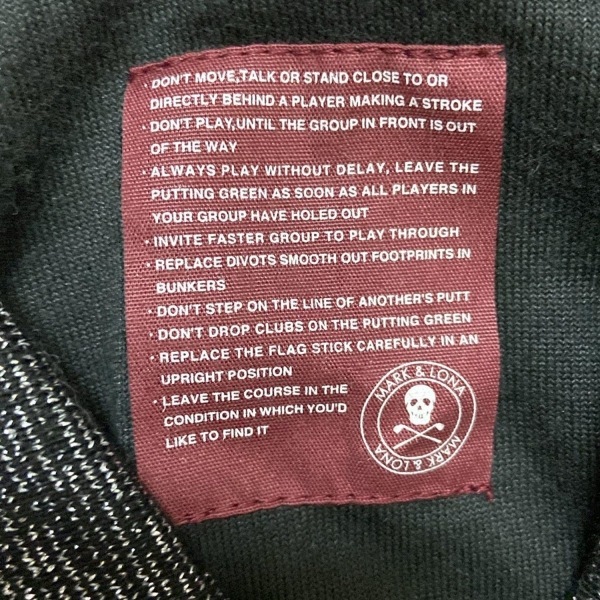 · DON'T MOVE,TALK OR STAND CLOSE TO OR
DIRECTLY BEHIND A PLAYER MAKING A STROKE
· DON'T PLAY,UNTIL THE GROUP IN FRONT IS OUT
OF THE WAY
· ALWAYS PLAY WITHOUT DELAY, LEAVE THE
PUTTING GREEN AS SOON AS ALL PLAYERS IN
YOUR GROUP HAVE HOLED OUT
· INVITE FASTER GROUP TO PLAY THROUGH
· REPLACE DIVOTS SMOOTH OUT FOOTPRINTS IN
BUNKERS
· DON'T STEP ON THE LINE OF ANOTHER'S PUTT
· DON'T DROP CLUBS ON THE PUTTING GREEN
· REPLACE THE FLAG STICK CAREFULLY IN AN
UPRIGHT POSITION
· LEAVE THE COURSE IN THE
CONDITION IN WHICH YOU'D
LIKE TO FIND IT
MARK & LONA
MARK & LONA